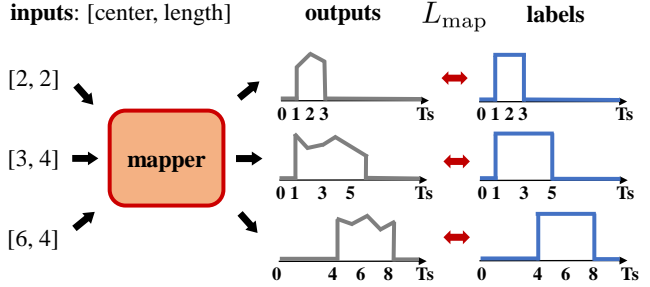 inputs: [center, length] outputs L_map labels
[2, 2]
0 1 2 3 Ts
0 1 2 3 Ts
[3, 4]
mapper
0 1 3 5 Ts
0 1 3 5 Ts
[6, 4]
0 4 6 8 Ts
0 4 6 8 Ts